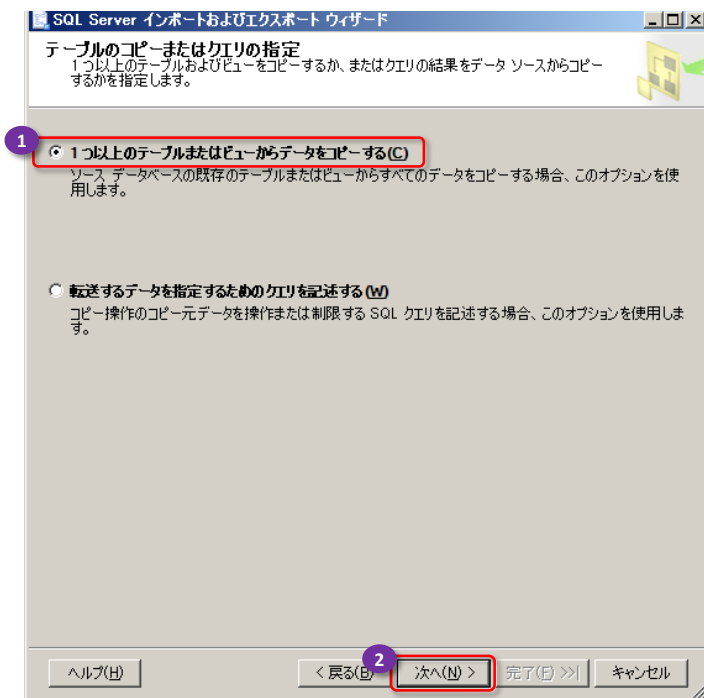 SQL Server インポートおよびエクスポート ウィザード
テーブルのコピーまたはクエリの指定
1 つ以上のテーブルおよびビューをコピーするか、またはクエリの結果をデータ ソースからコピー
するかを指定します。
1
1 つ以上のテーブルまたはビューからデータをコピーする(C)
ソース データベースの既存のテーブルまたはビューからすべてのデータをコピーする場合、このオプションを使
用します。
転送するデータを指定するためのクエリを記述する(W)
コピー操作のコピー元データを操作または制限する SQL クエリを記述する場合、このオプションを使用しま
す。
2
ヘルプ(H) < 戻る(B) 次へ(N) > 完了(F) >>| キャンセル